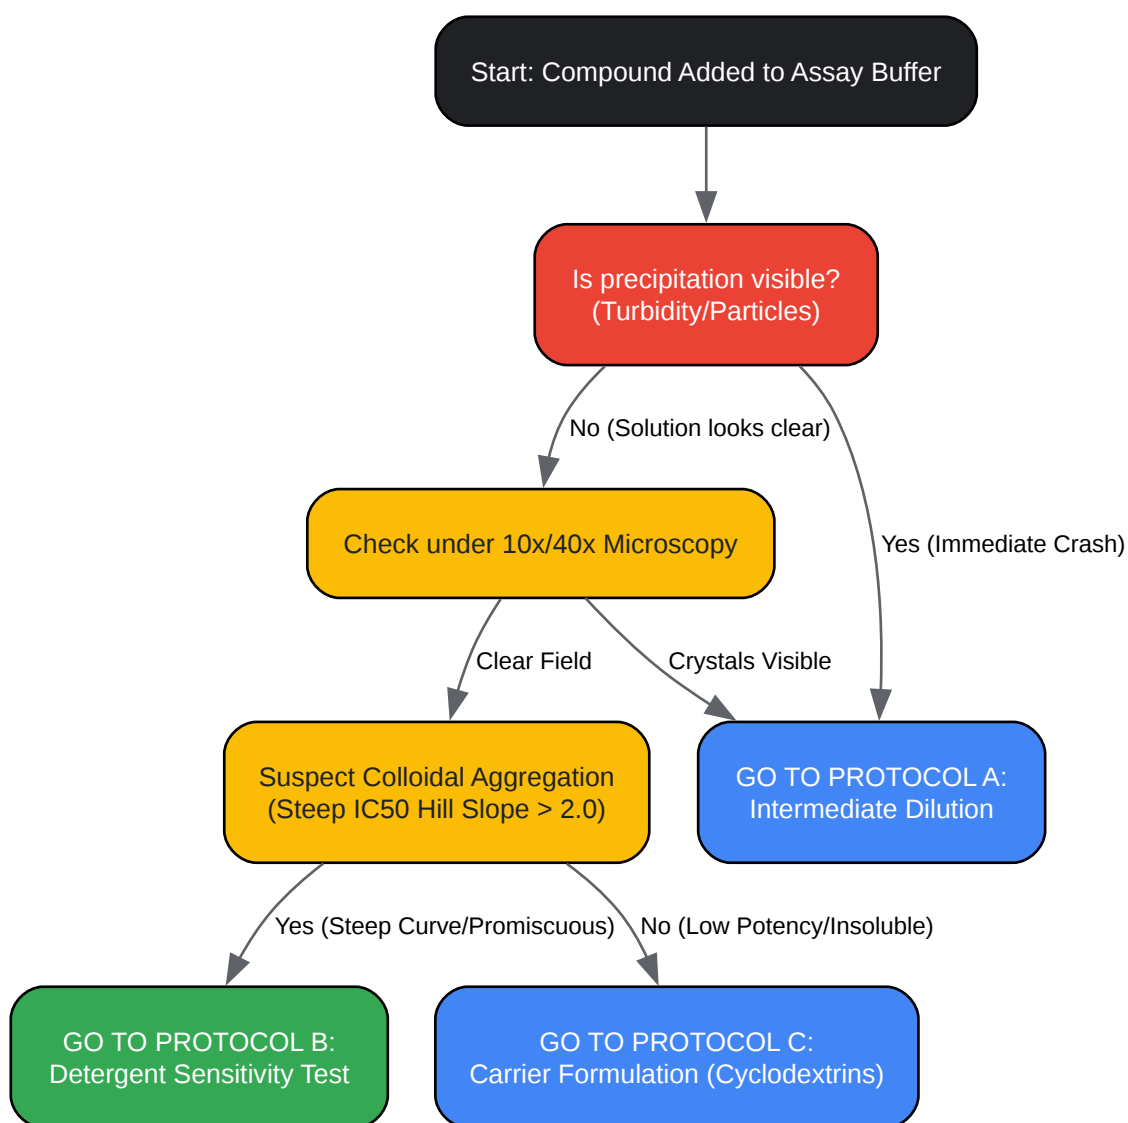 Start: Compound Added to Assay Buffer
Is precipitation visible?
(Turbidity/Particles)
No (Solution looks clear)
Check under 10x/40x Microscopy
Yes (Immediate Crash)
Clear Field
Crystals Visible
Suspect Colloidal Aggregation
(Steep IC50 Hill Slope > 2.0)
GO TO PROTOCOL A:
Intermediate Dilution
Yes (Steep Curve/Promiscuous)
No (Low Potency/Insoluble)
GO TO PROTOCOL B:
Detergent Sensitivity Test
GO TO PROTOCOL C:
Carrier Formulation (Cyclodextrins)